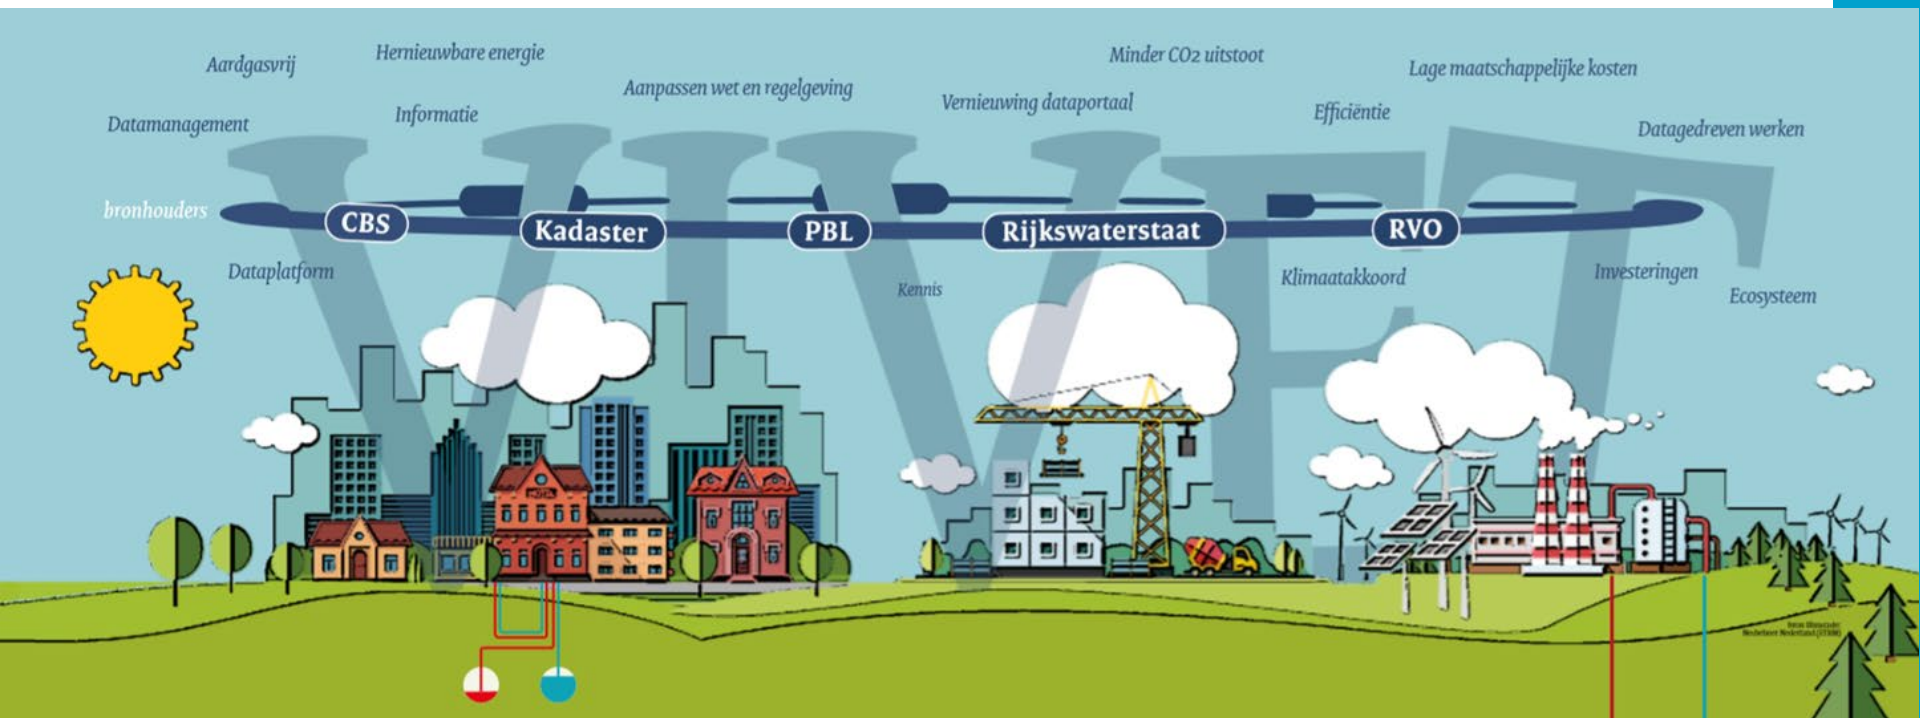 Aardgasvrij
Hernieuwbare energie
Minder CO2 uitstoot
Lage maatschappelijke kosten
Aanpassen wet en regelgeving
Vernieuwing dataportaal
Informatie
Efficiëntie
Datamanagement
Datagedreven werken
VIVET
bronhouders
CBS
Kadaster
PBL
Rijkswaterstaat
RVO
Dataplatform
Kennis
Klimaatakkoord
Investeringen
Ecosysteem
HOTEL